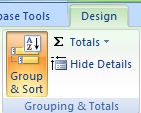 base Tools
Design
A
Z
Group
& Sort
Σ Totals
Hide Details
Grouping & Totals